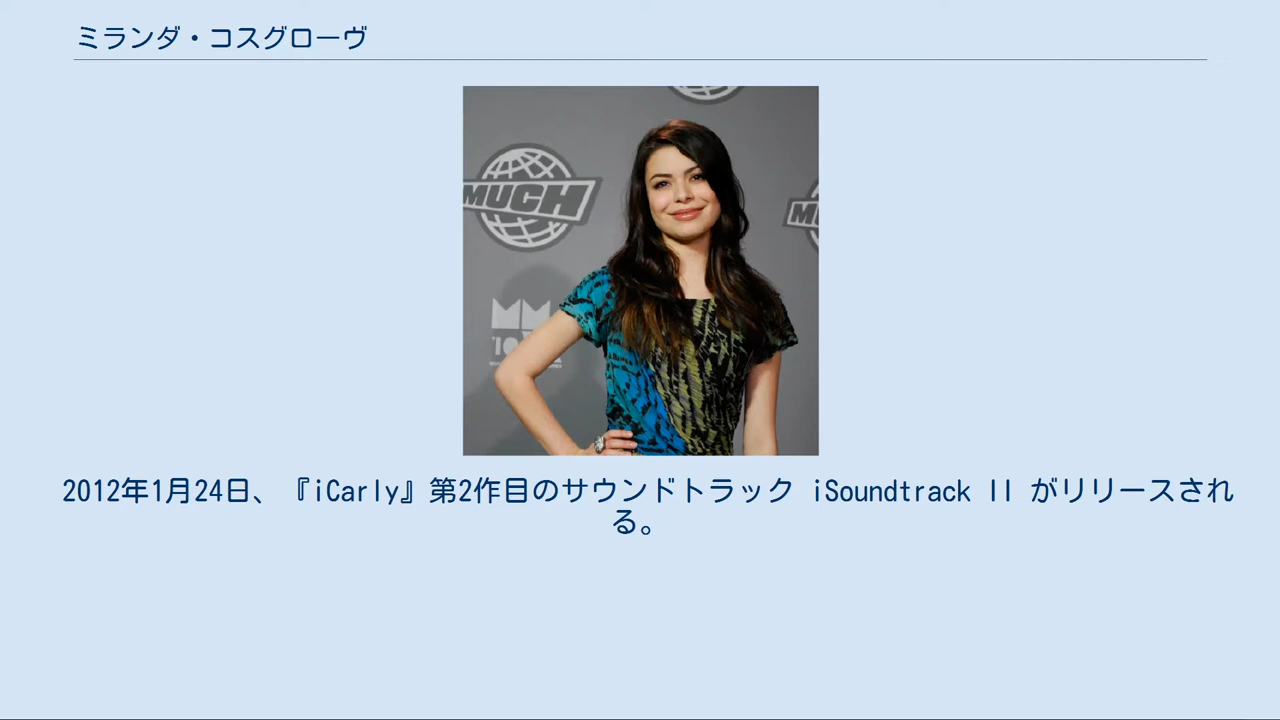 ミランダ・コスグローヴ
MUCH
MM
2012年1月24日、『iCarly』第2作目のサウンドトラック iSoundtrack II がリリースされ
る。